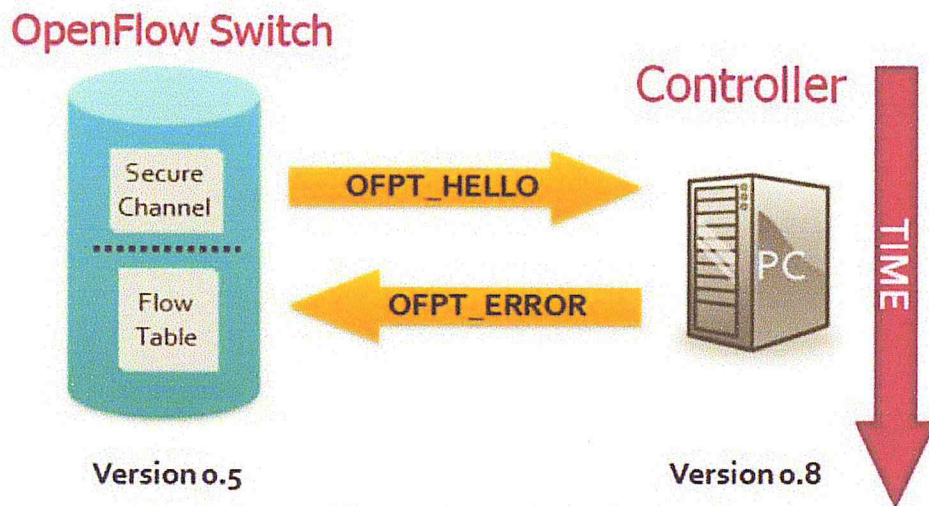 OpenFlow Switch
Controller
Secure
Channel
OFPT_HELLO
PC
TIME
Flow
Table
OFPT_ERROR
Version 0.5
Version 0.8